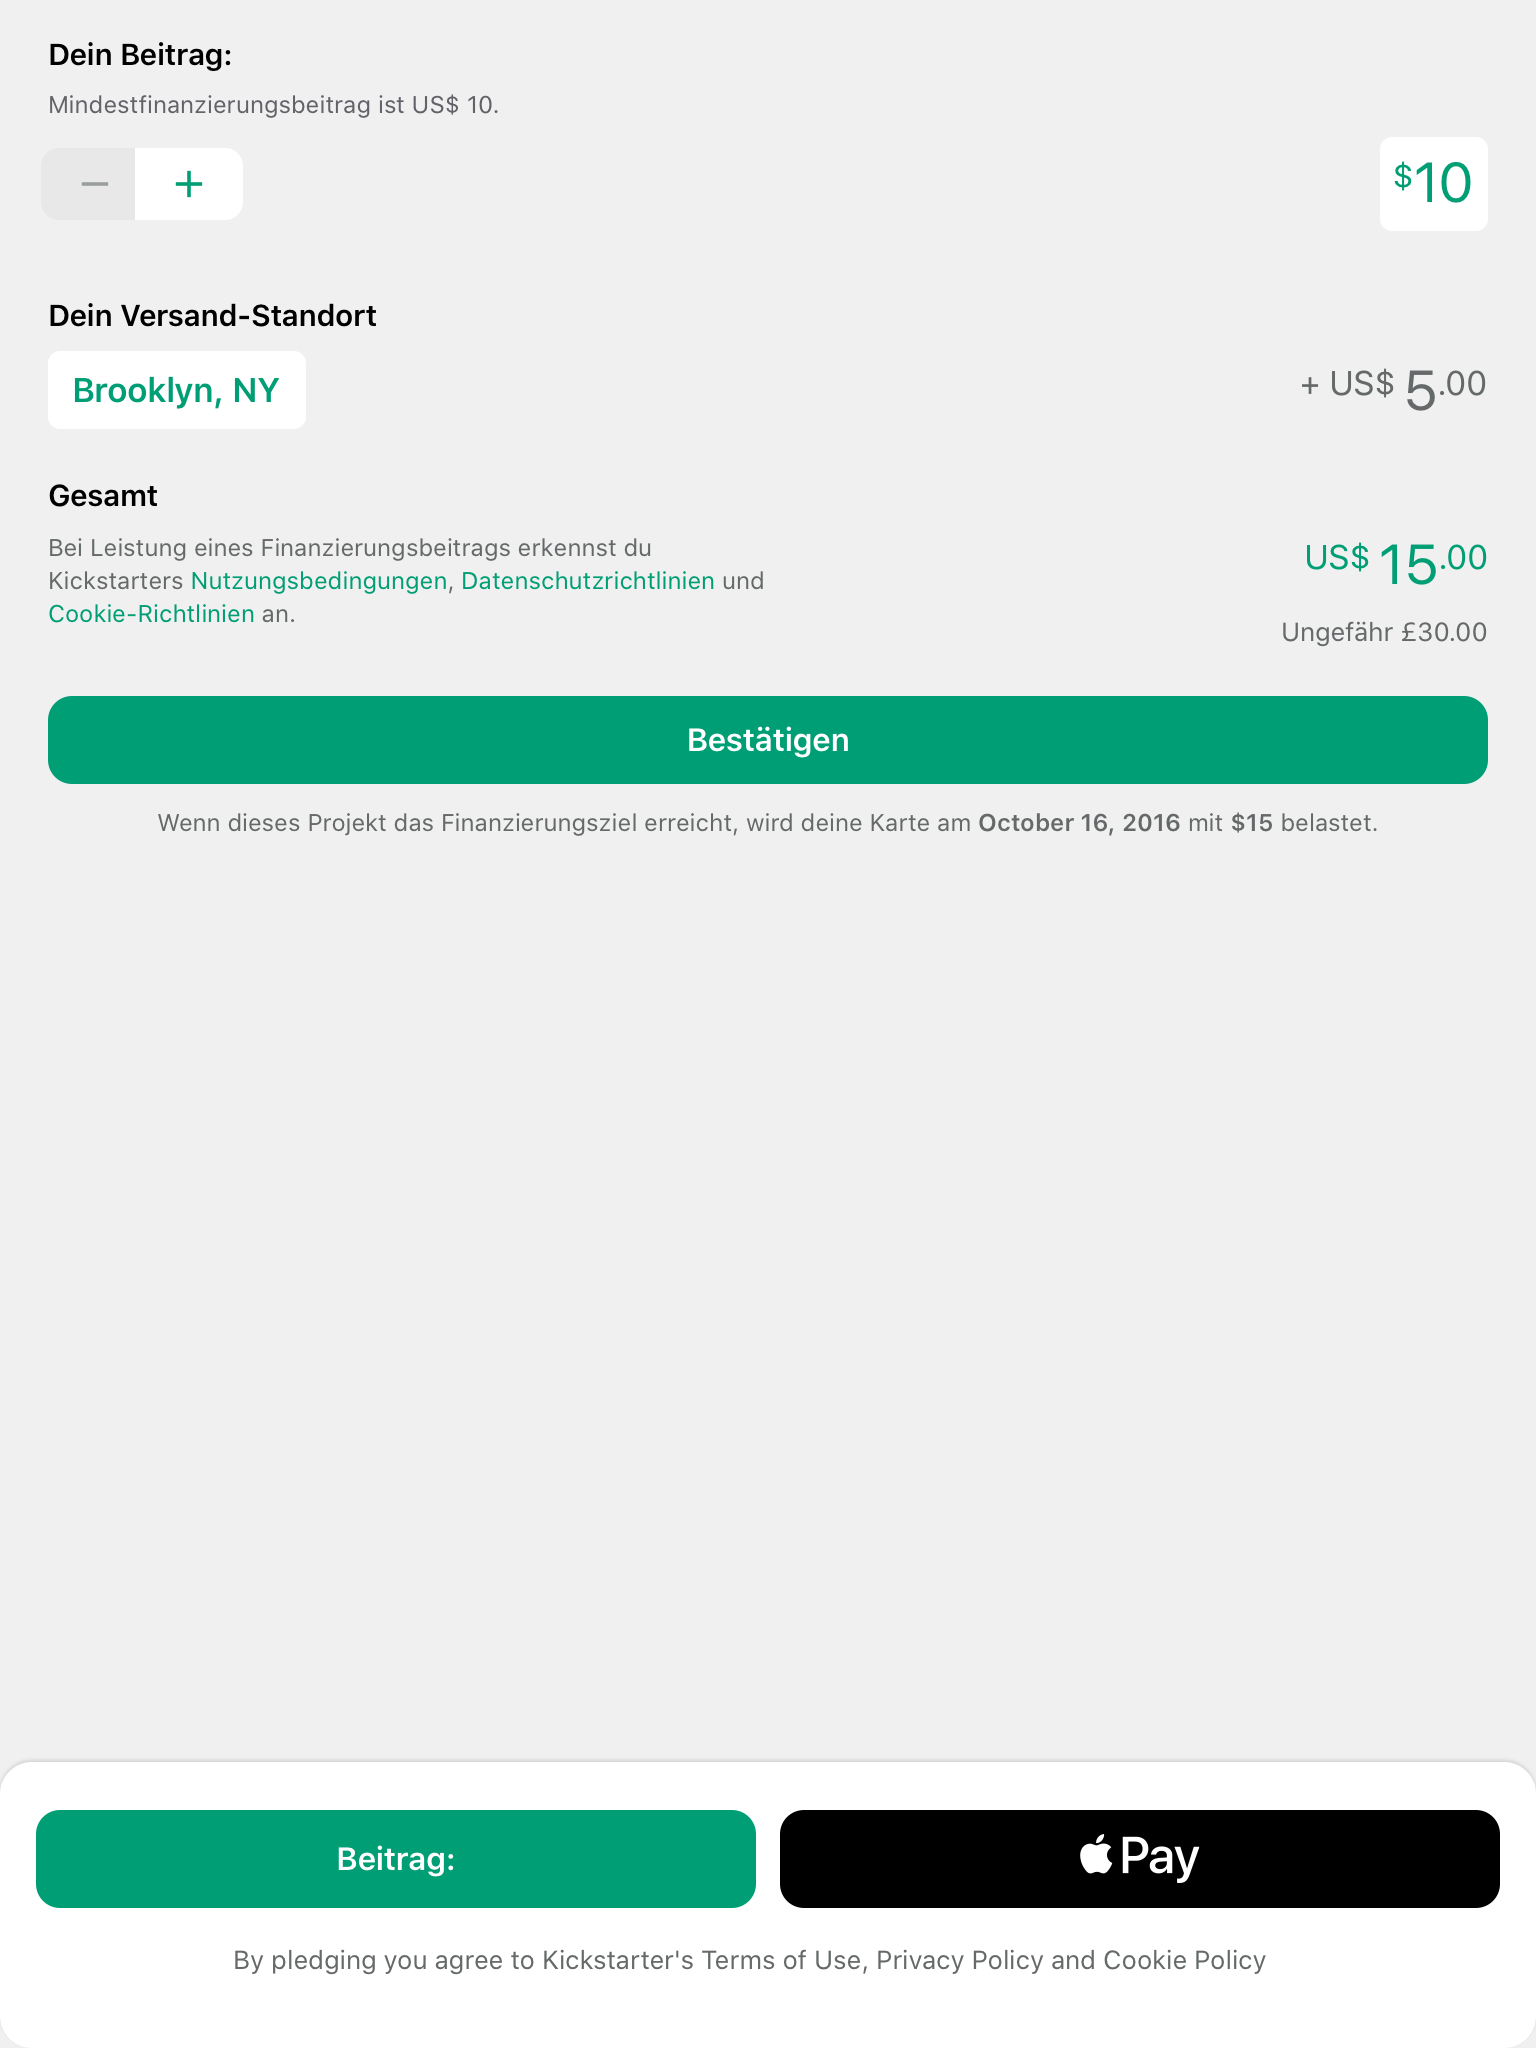 Dein Beitrag:
Mindestfinanzierungsbeitrag ist US$ 10.
− +
$10
Dein Versand-Standort
Brooklyn, NY
+ US$ 5.00
Gesamt
Bei Leistung eines Finanzierungsbeitrags erkennst du
Kickstarters Nutzungsbedingungen, Datenschutzrichtlinien und
Cookie-Richtlinien an.
US$ 15.00
Ungefähr £30.00
Bestätigen
Wenn dieses Projekt das Finanzierungsziel erreicht, wird deine Karte am October 16, 2016 mit $15 belastet.
Beitrag:
Pay
By pledging you agree to Kickstarter's Terms of Use, Privacy Policy and Cookie Policy